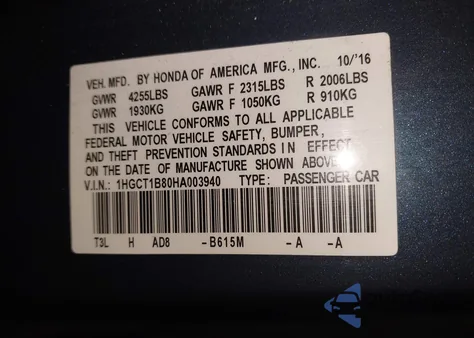 VEH. MFD. BY HONDA OF AMERICA MFG., INC. 10/'16
GVWR 4255LBS GAWR F 2315LBS R 2006LBS
GVWR 1930KG GAWR F 1050KG R 910KG
THIS VEHICLE CONFORMS TO ALL APPLICABLE
FEDERAL MOTOR VEHICLE SAFETY, BUMPER,
AND THEFT PREVENTION STANDARDS IN EFFECT
ON THE DATE OF MANUFACTURE SHOWN ABOVE
V.I.N.: 1HGCT1B80HA003940 TYPE: PASSENGER CAR
T3L H AD8 -B615M -A -A